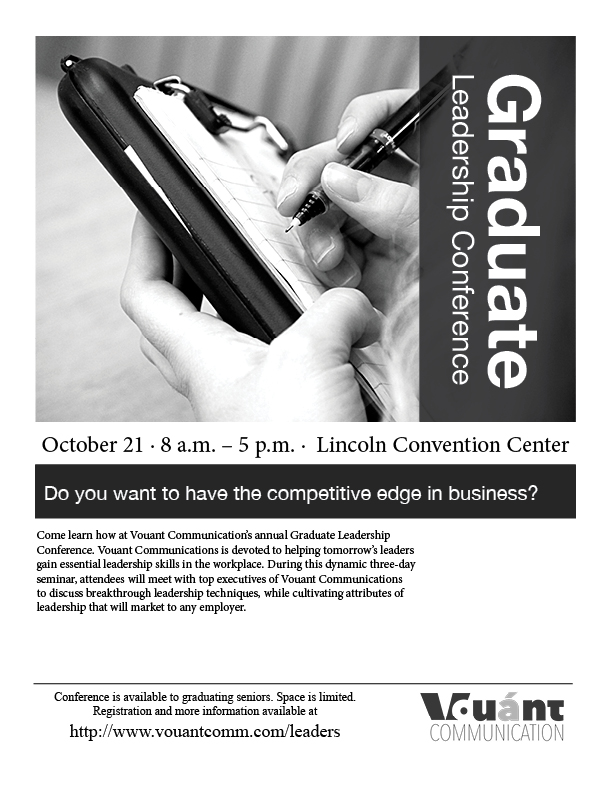 Graduate
Leadership Conference
October 21 · 8 a.m. – 5 p.m. · Lincoln Convention Center
Do you want to have the competitive edge in business?
Come learn how at Vouant Communication's annual Graduate Leadership
Conference. Vouant Communications is devoted to helping tomorrow's leaders
gain essential leadership skills in the workplace. During this dynamic three-day
seminar, attendees will meet with top executives of Vouant Communications
to discuss breakthrough leadership techniques, while cultivating attributes of
leadership that will market to any employer.
Conference is available to graduating seniors. Space is limited.
Registration and more information available at
http://www.vouantcomm.com/leaders
Vouánt
COMMUNICATION